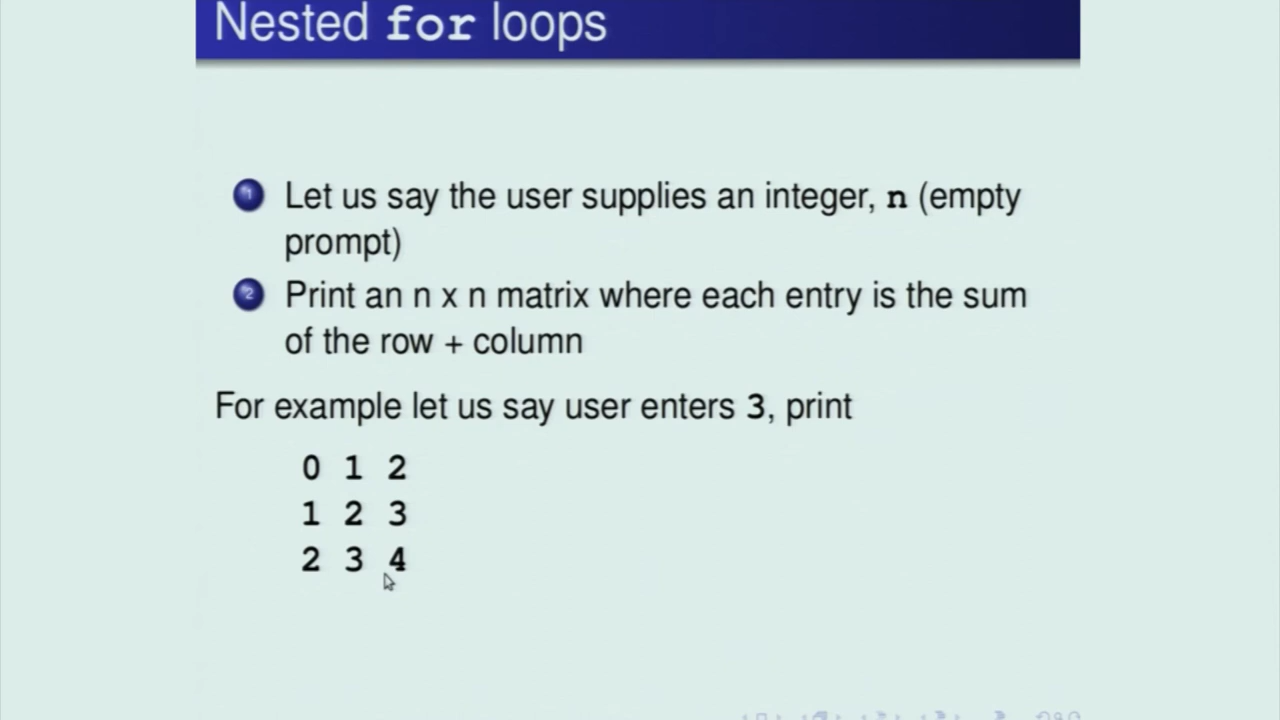 Nested for loops
1 Let us say the user supplies an integer, n (empty
prompt)
2 Print an n x n matrix where each entry is the sum
of the row + column
For example let us say user enters 3, print
0 1 2
1 2 3
2 3 4